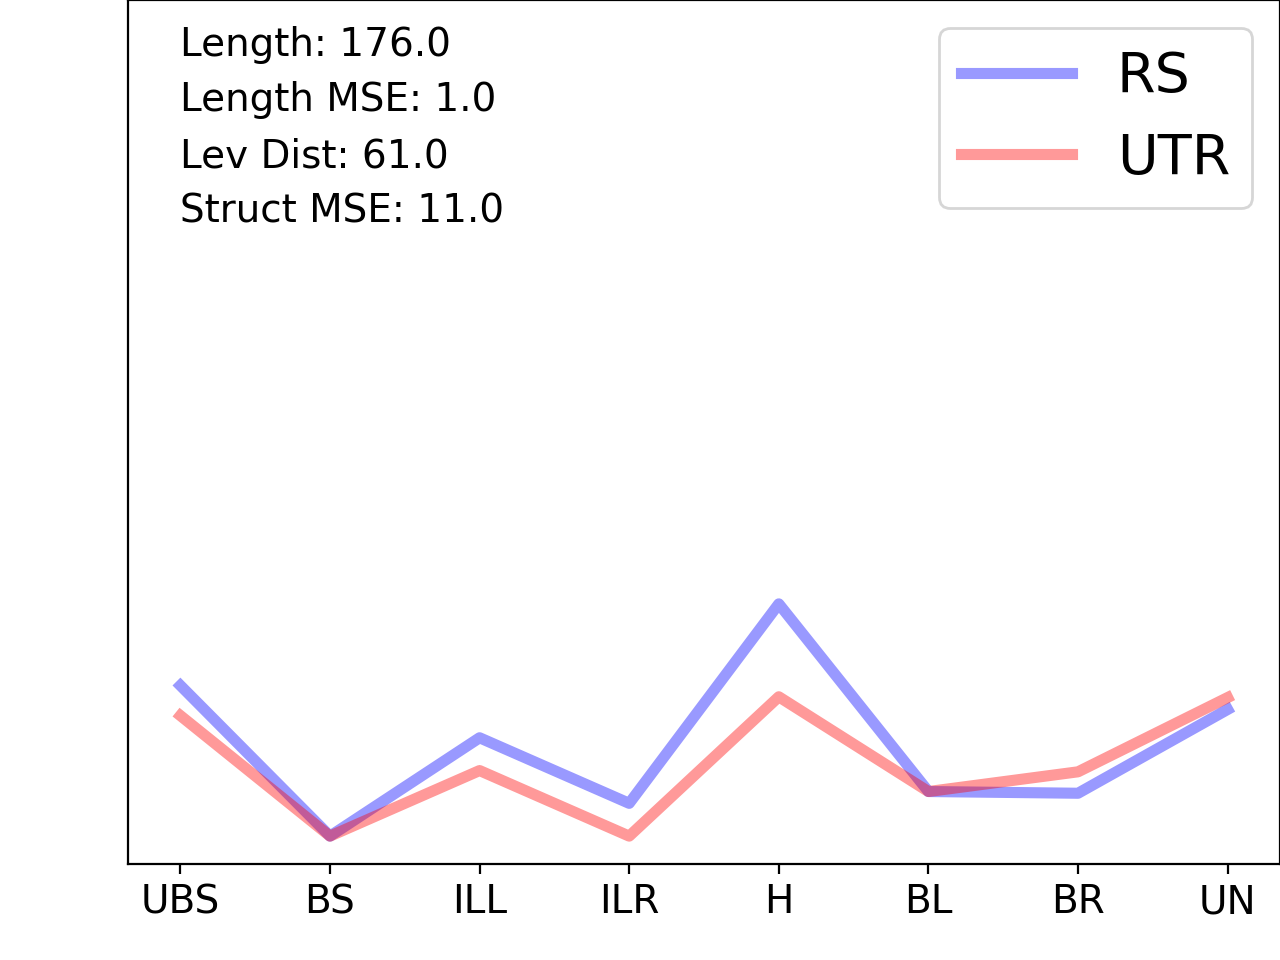 Length: 176.0
Length MSE: 1.0
Lev Dist: 61.0
Struct MSE: 11.0
RS
UTR
UBS BS ILL ILR H BL BR UN